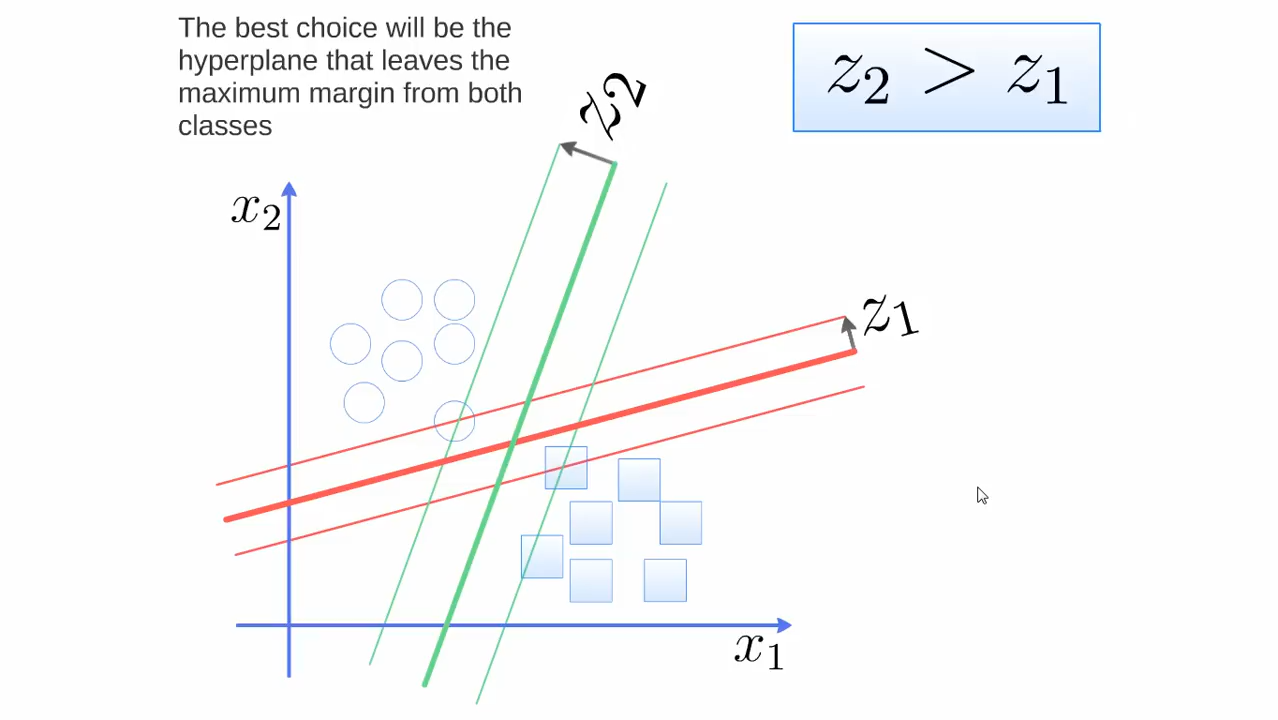 The best choice will be the
hyperplane that leaves the
maximum margin from both
classes
z₂ > z₁
z₂
x₂
z₁
x₁